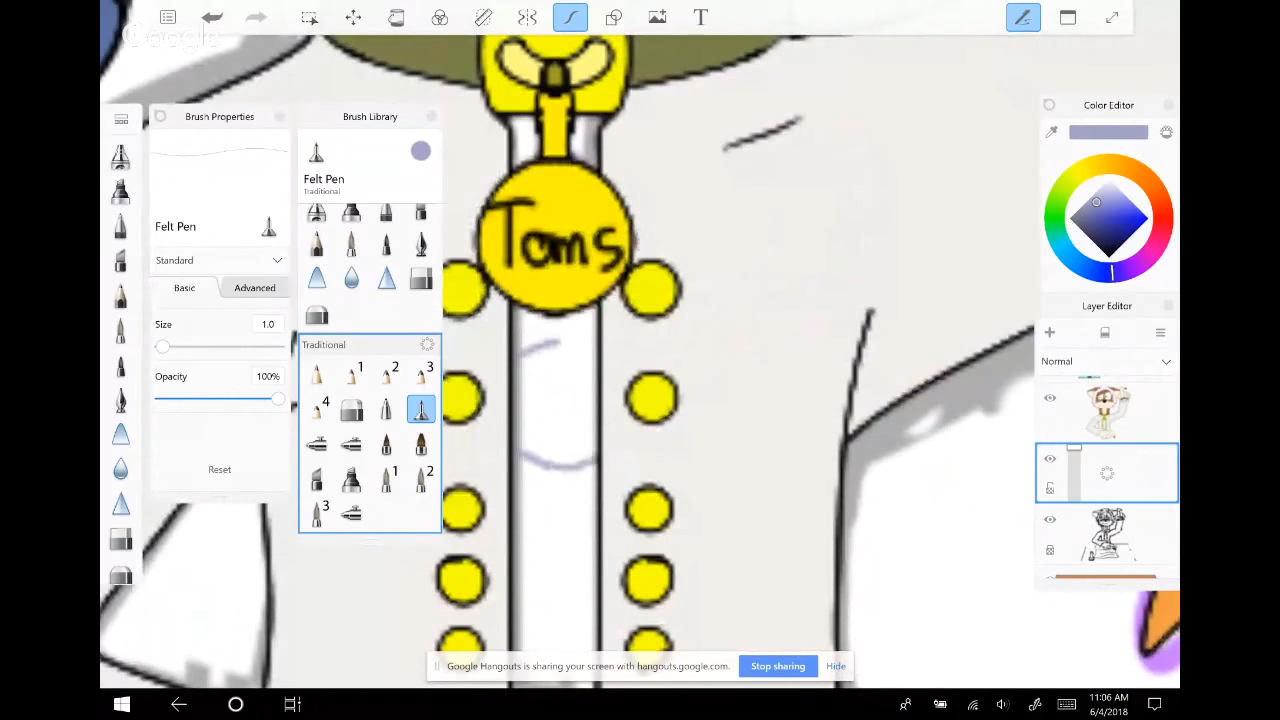 Google
T
Brush Properties
Brush Library
Color Editor
Felt Pen
Traditional
Felt Pen
Standard
Basic
Advanced
Size
1.0
Opacity
100%
Reset
Traditional
1
2
3
4
1
2
3
Toms
Layer Editor
Normal
Google Hangouts is sharing your screen with hangouts.google.com.
Stop sharing
Hide
11:06 AM
6/4/2018